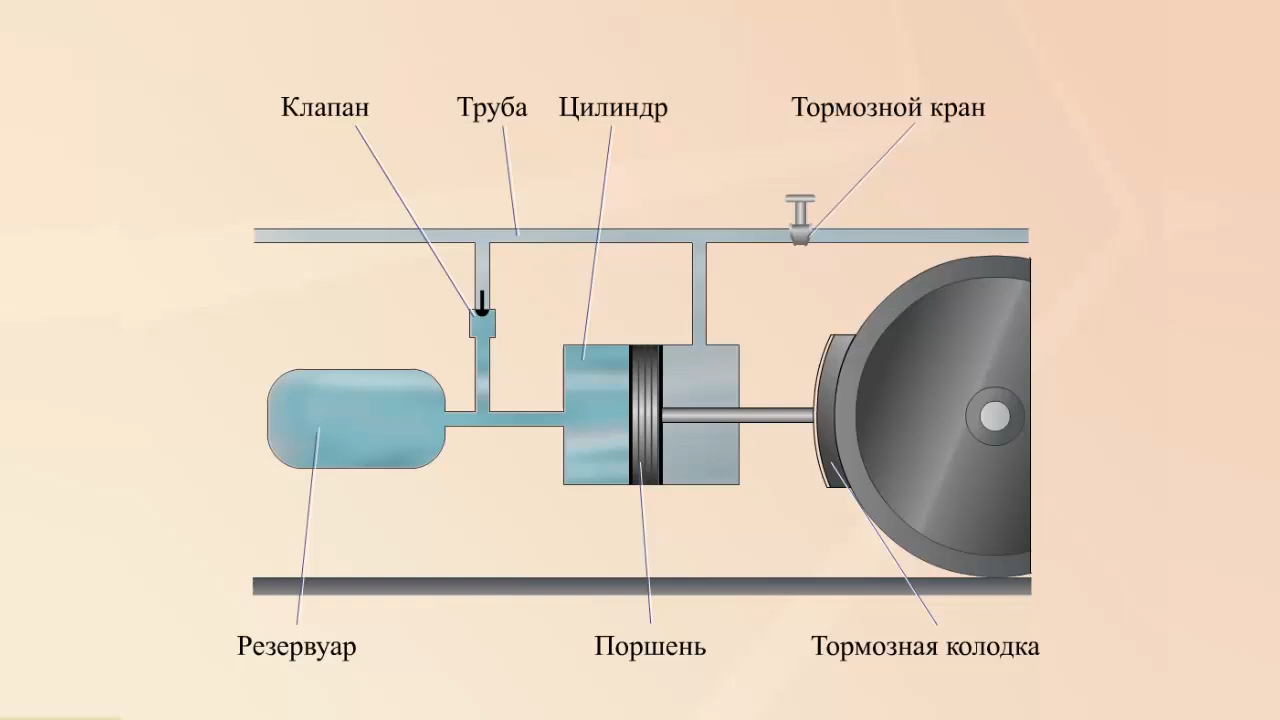 Клапан
Труба
Цилиндр
Тормозной кран
Резервуар
Поршень
Тормозная колодка